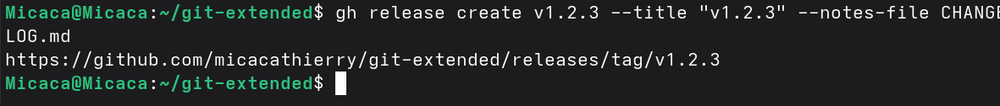 Micaca@Micaca:~/git-extended$ gh release create v1.2.3 --title "v1.2.3" --notes-file CHANGE
LOG.md
https://github.com/micacathierry/git-extended/releases/tag/v1.2.3
Micaca@Micaca:~/git-extended$